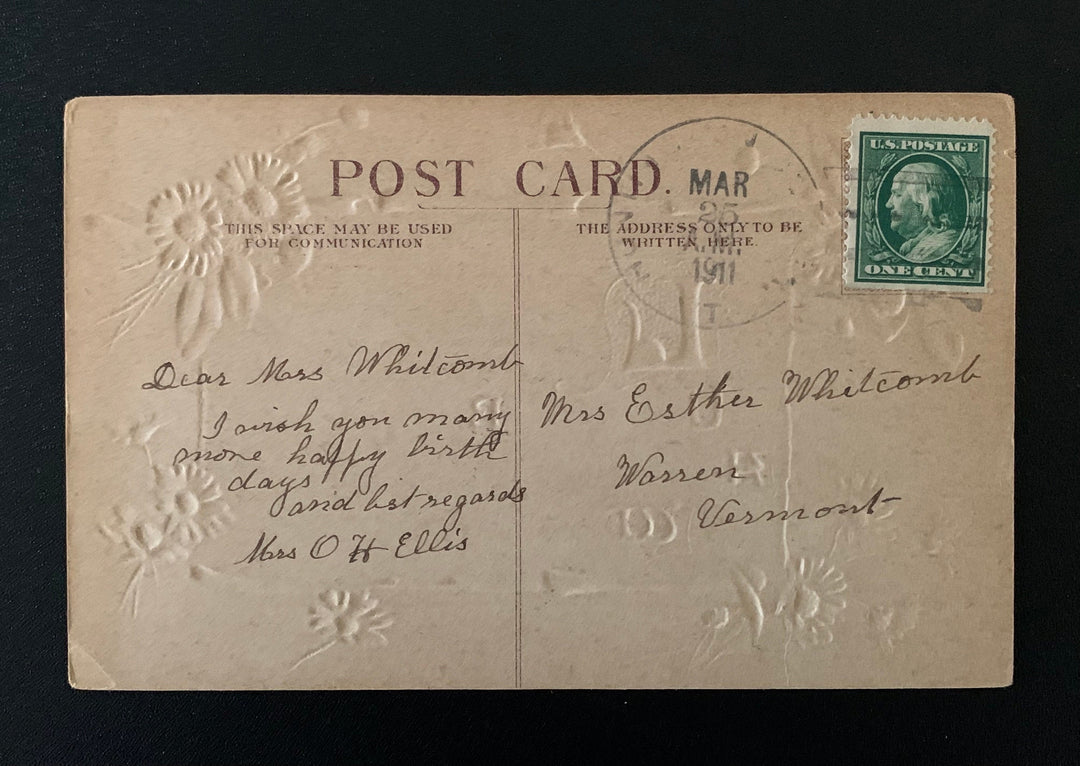 POST CARD
THIS SPACE MAY BE USED
FOR COMMUNICATION
THE ADDRESS ONLY TO BE
WRITTEN HERE.
MAR
25
A.M.
1911
T.
U.S. POSTAGE
ONE CENT
Dear Mrs Whitcomb
I wish you many
more happy birth
days
and bst regards
Mrs O H Ellis
Mrs Esther Whitcomb
Warren
Vermont